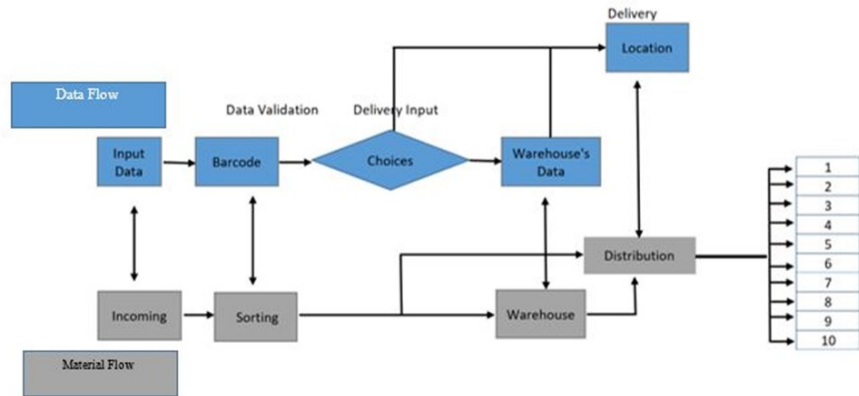 Delivery
Location
Data Flow
Data Validation
Delivery Input
Input
Data
Barcode
Choices
Warehouse's
Data
1
2
3
4
5
6
7
8
9
10
Distribution
Incoming
Sorting
Warehouse
Material Flow